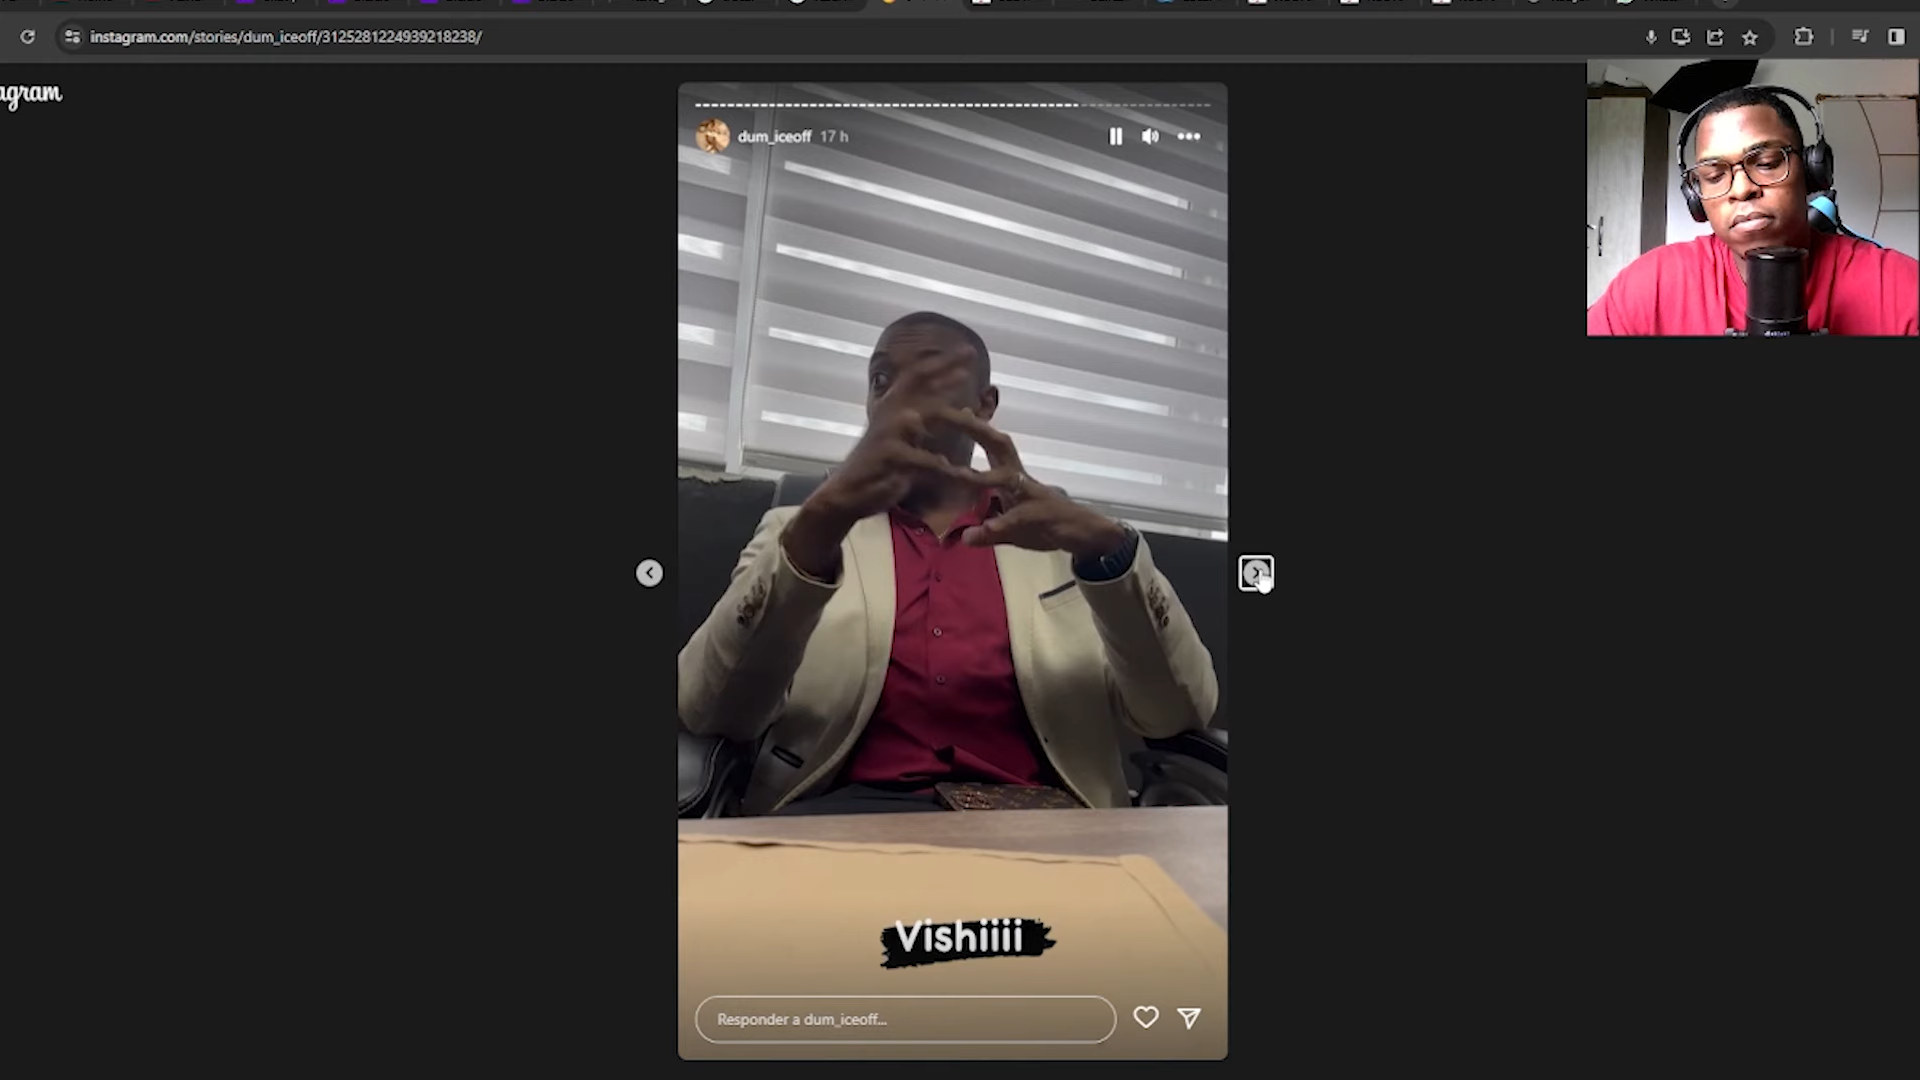 instagram.com/stories/dum_iceoff/3125281224939218238/
agram
dum_iceoff 17 h
Vishiiii
Responder a dum_iceoff...